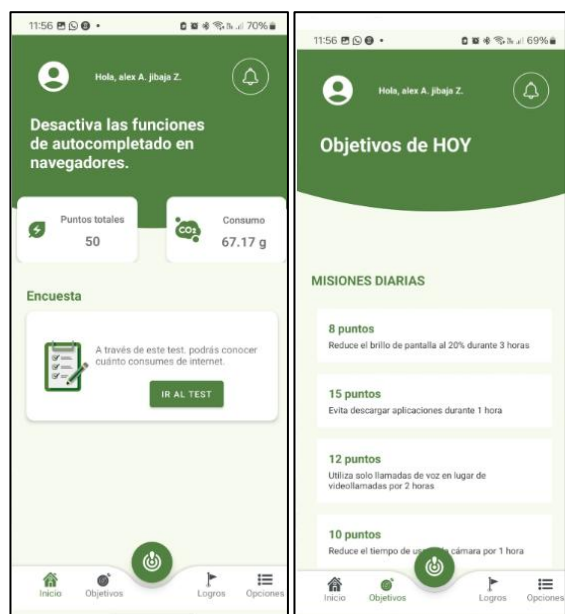 11:56
70%
Hola, alex A. jibaja Z.
Desactiva las funciones
de autocompletado en
navegadores.
Puntos totales
50
CO2
Consumo
67.17 g
Encuesta
A través de este test, podrás conocer
cuánto consumes de internet.
IR AL TEST
Inicio
Objetivos
Logros
Opciones
11:56
69%
Hola, alex A. jibaja Z.
Objetivos de HOY
MISIONES DIARIAS
8 puntos
Reduce el brillo de pantalla al 20% durante 3 horas
15 puntos
Evita descargar aplicaciones durante 1 hora
12 puntos
Utiliza solo llamadas de voz en lugar de
videollamadas por 2 horas
10 puntos
Reduce el tiempo de cámara por 1 hora
Inicio
Objetivos
Logros
Opciones